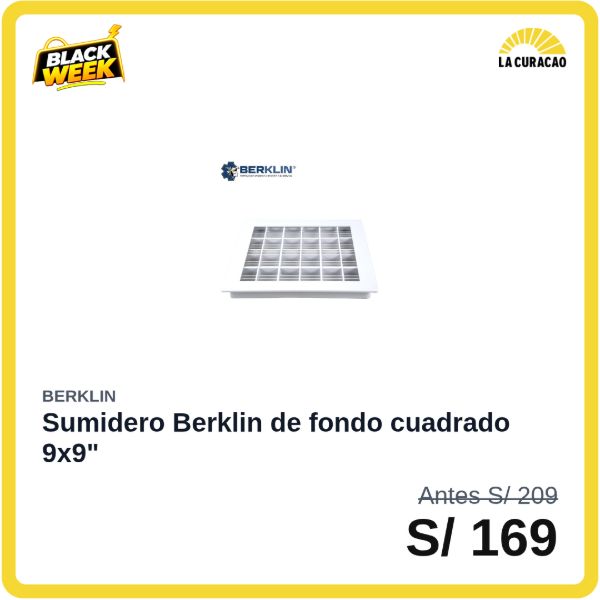 BLACK
WEEK
LA CURACAO
BERKLIN®
BERKLIN
Sumidero Berklin de fondo cuadrado
9x9"
Antes S/ 209
S/ 169